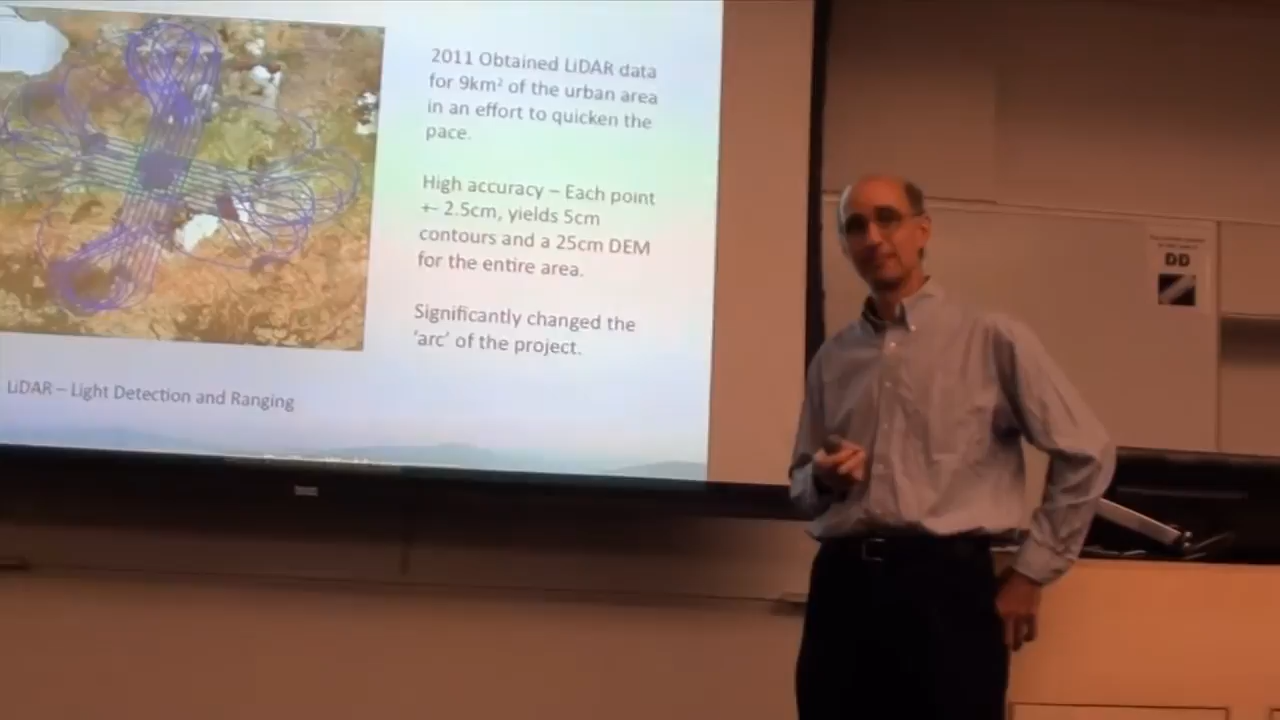 2011 Obtained LiDAR data
for 9km² of the urban area
in an effort to quicken the
pace.
High accuracy – Each point
+- 2.5cm, yields 5cm
contours and a 25cm DEM
for the entire area.
Significantly changed the
'arc' of the project.
LiDAR – Light Detection and Ranging
DD